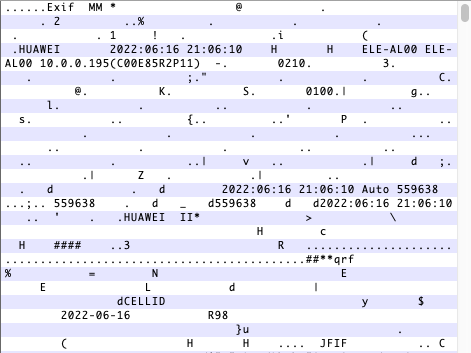 ......Exif MM * @ .
. 2 ..% . . .
. . 1 ! . .i (
.HUAWEI 2022:06:16 21:06:10 H H ELE-AL00 ELE-
AL00 10.0.0.195(C00E85R2P11) -. 0210. 3.
. . ;." . . C.
@. K. S. 0100.| g..
l. .. . ..
s. .. {.. ..' P . ..
. . . . ...
.. . .. . ..
.. . ..| v .. .| d ;.
.| Z . .| ..
. d . d 2022:06:16 21:06:10 Auto 559638
...;.. 559638 . d _ d559638 d d2022:06:16 21:06:10
.. ' . .HUAWEI II* > \
H c
H #### ..3 R .....................
...........................................##**qrf
% = N E
E L d |
dCELLID y $
2022-06-16 R98
}u .
( H H .... JFIF .. C